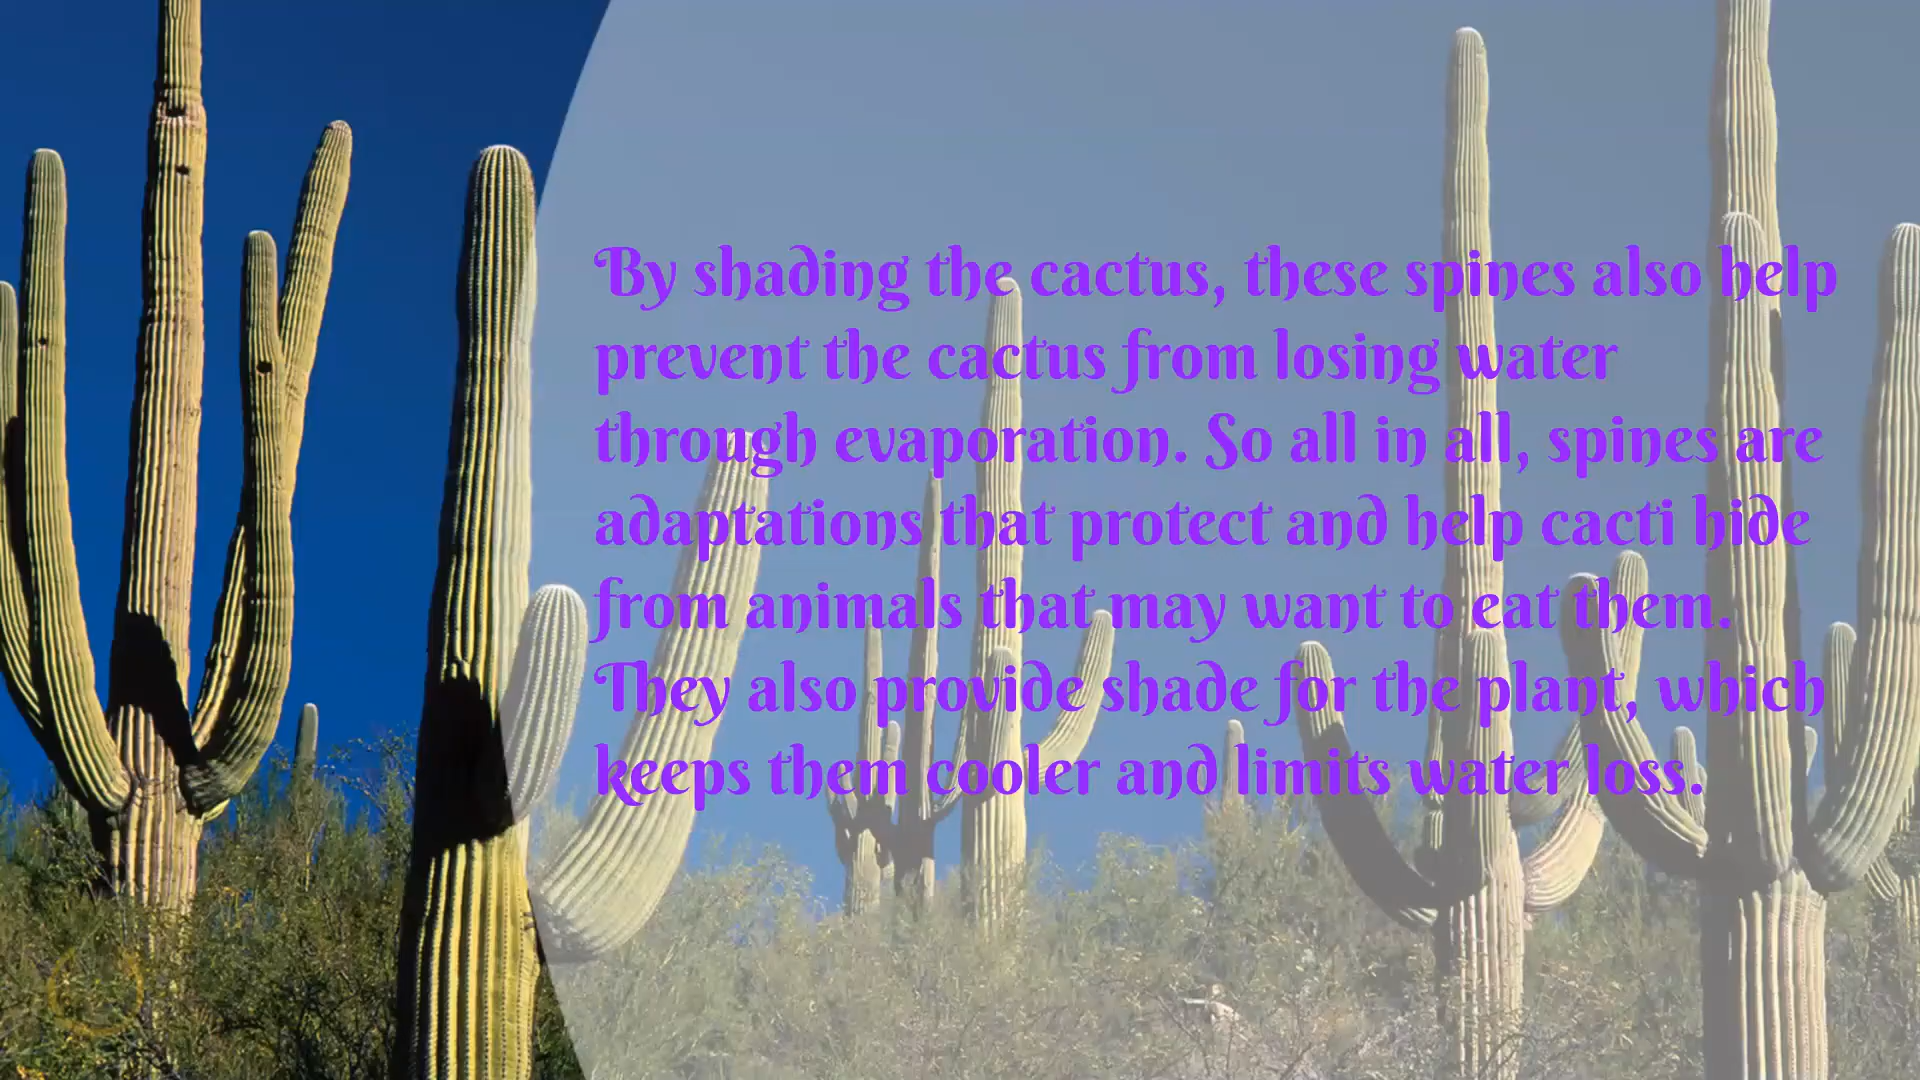 By shading the cactus, these spines also help
prevent the cactus from losing water
through evaporation. So all in all, spines are
adaptations that protect and help cacti hide
from animals that may want to eat them.
They also provide shade for the plant, which
keeps them cooler and limits water loss.